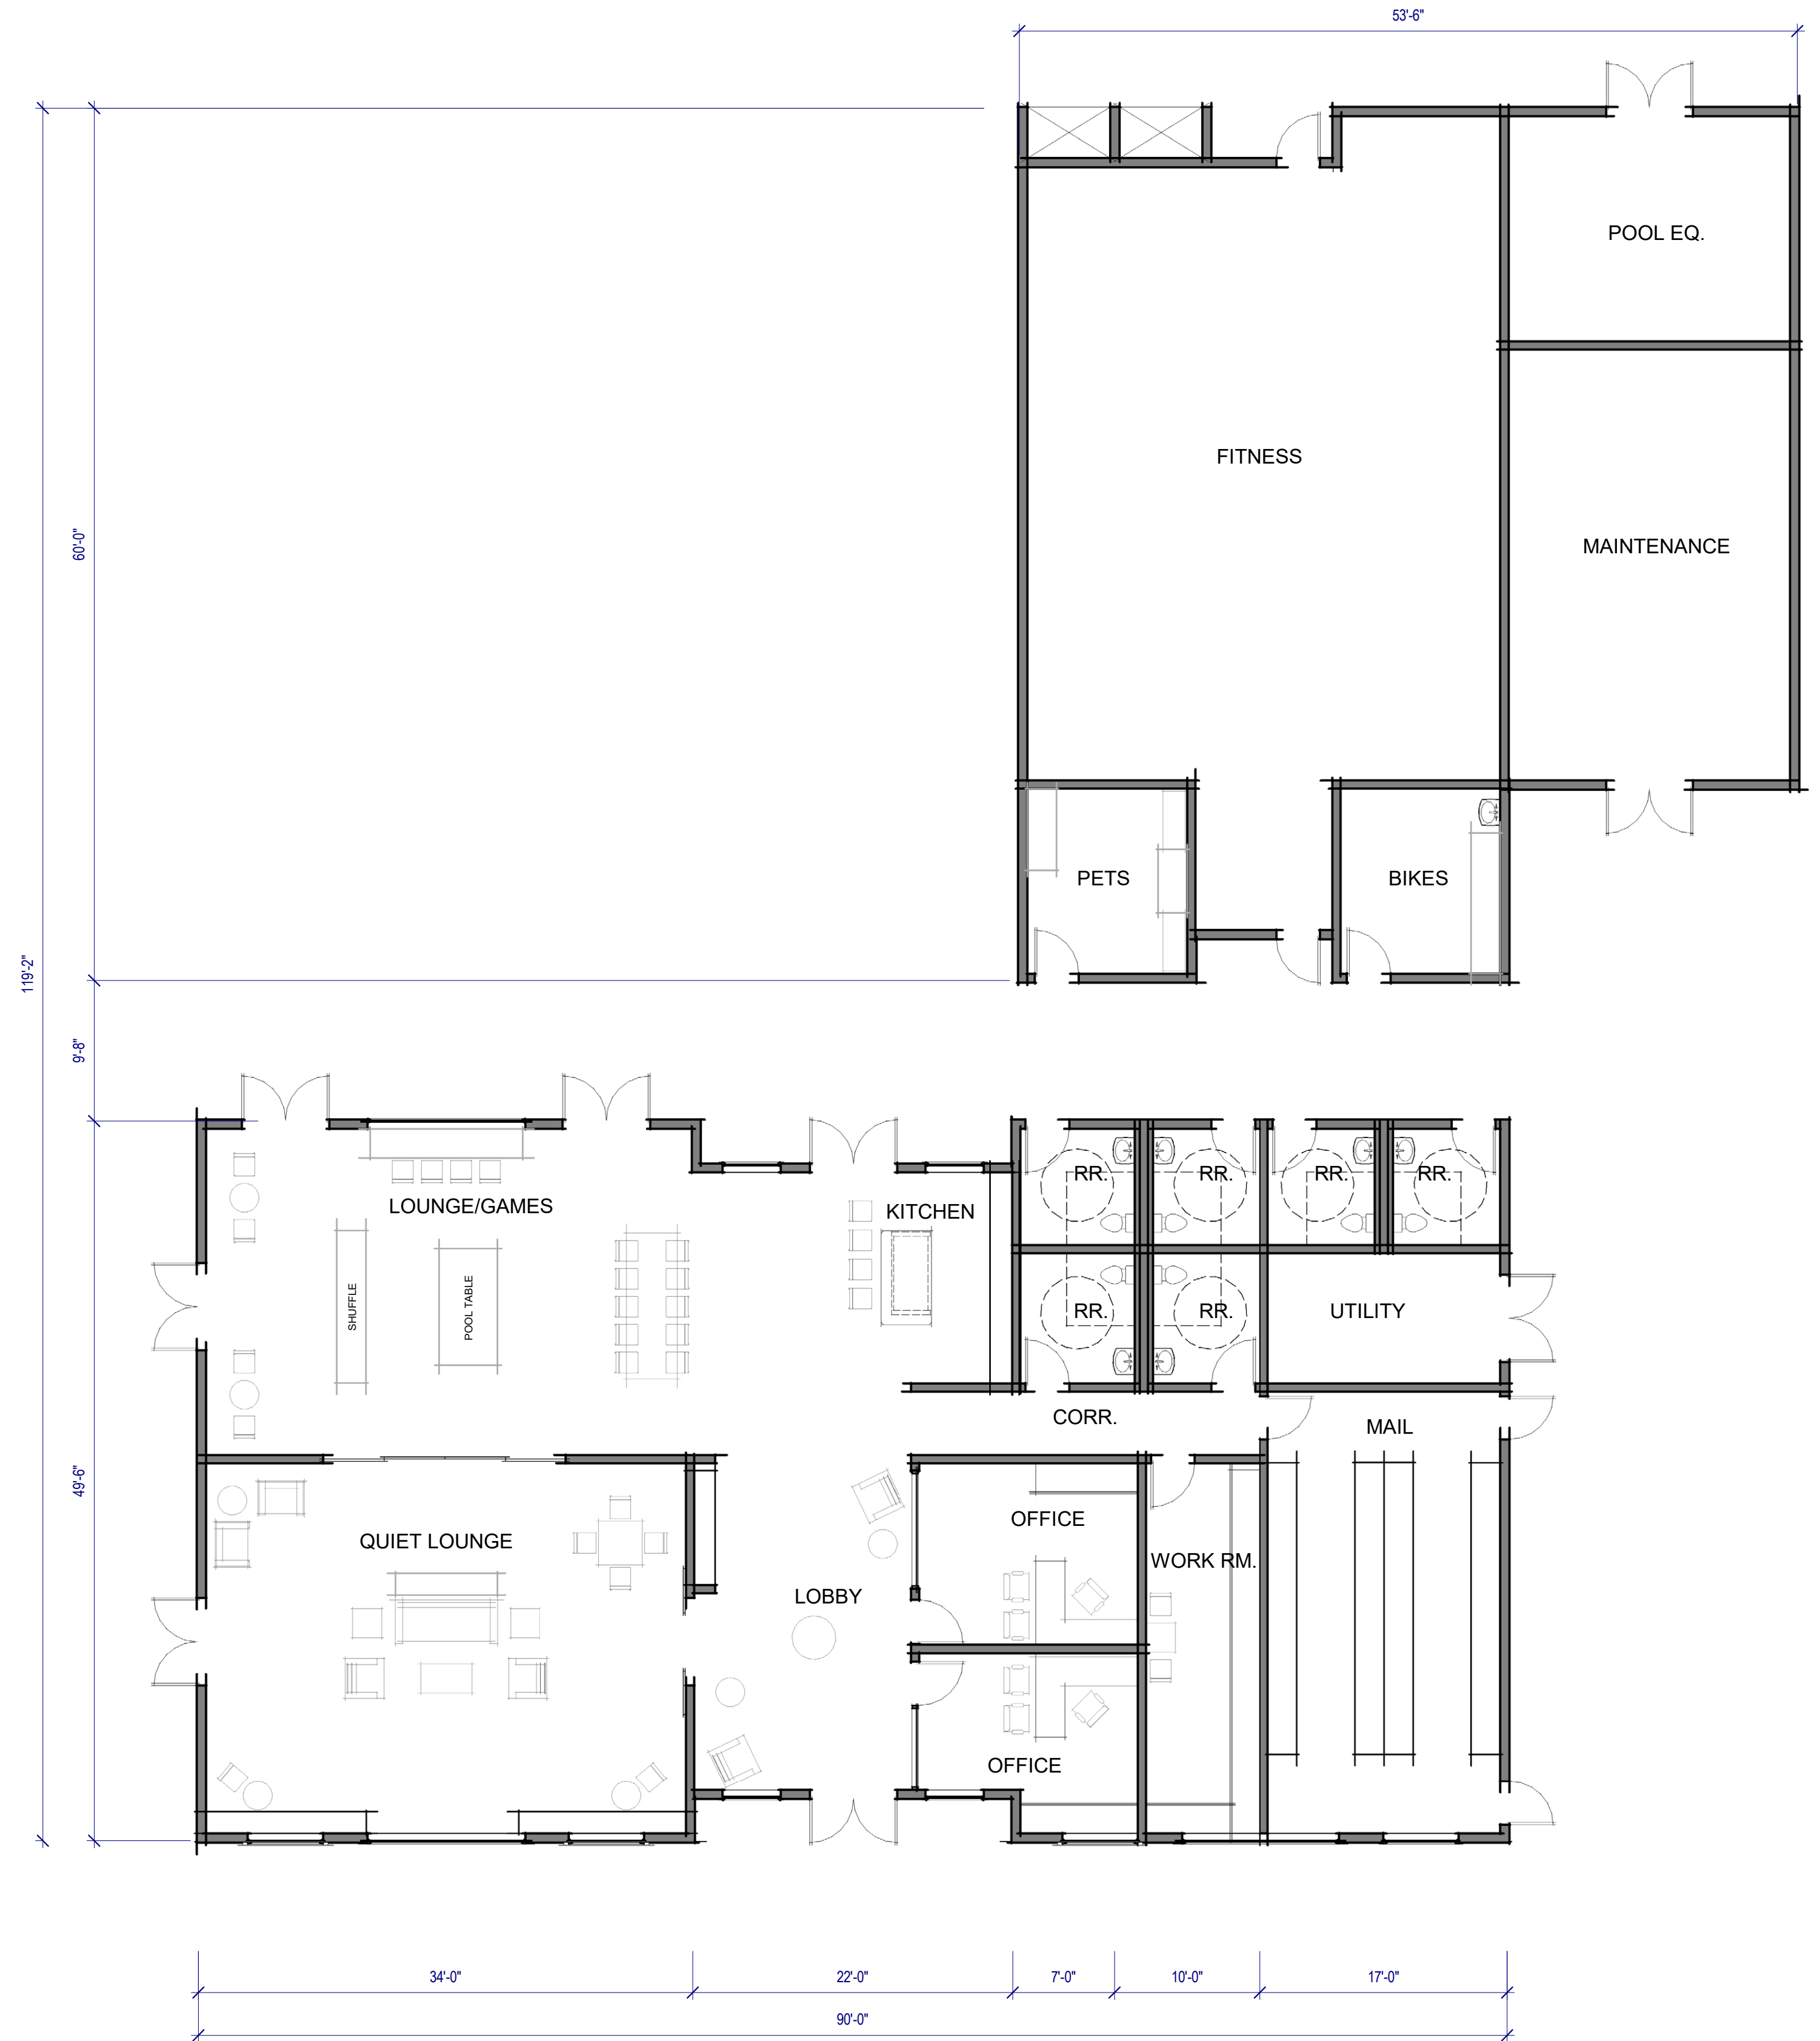 53'-6"
POOL EQ.
FITNESS
MAINTENANCE
60'-0"
PETS
BIKES
119'-2"
9'-8"
RR.
RR.
RR.
RR.
LOUNGE/GAMES
KITCHEN
SHUFFLE
POOL TABLE
RR.
RR.
UTILITY
CORR.
MAIL
49'-6"
OFFICE
QUIET LOUNGE
WORK RM.
LOBBY
OFFICE
34'-0"
22'-0"
7'-0"
10'-0"
17'-0"
90'-0"